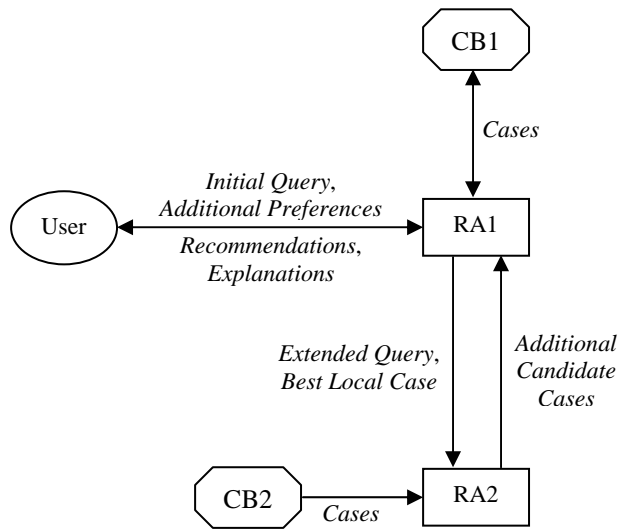 CB1
Cases
Initial Query,
Additional Preferences
User
RA1
Recommendations,
Explanations
Extended Query,
Best Local Case
Additional
Candidate
Cases
CB2
Cases
RA2